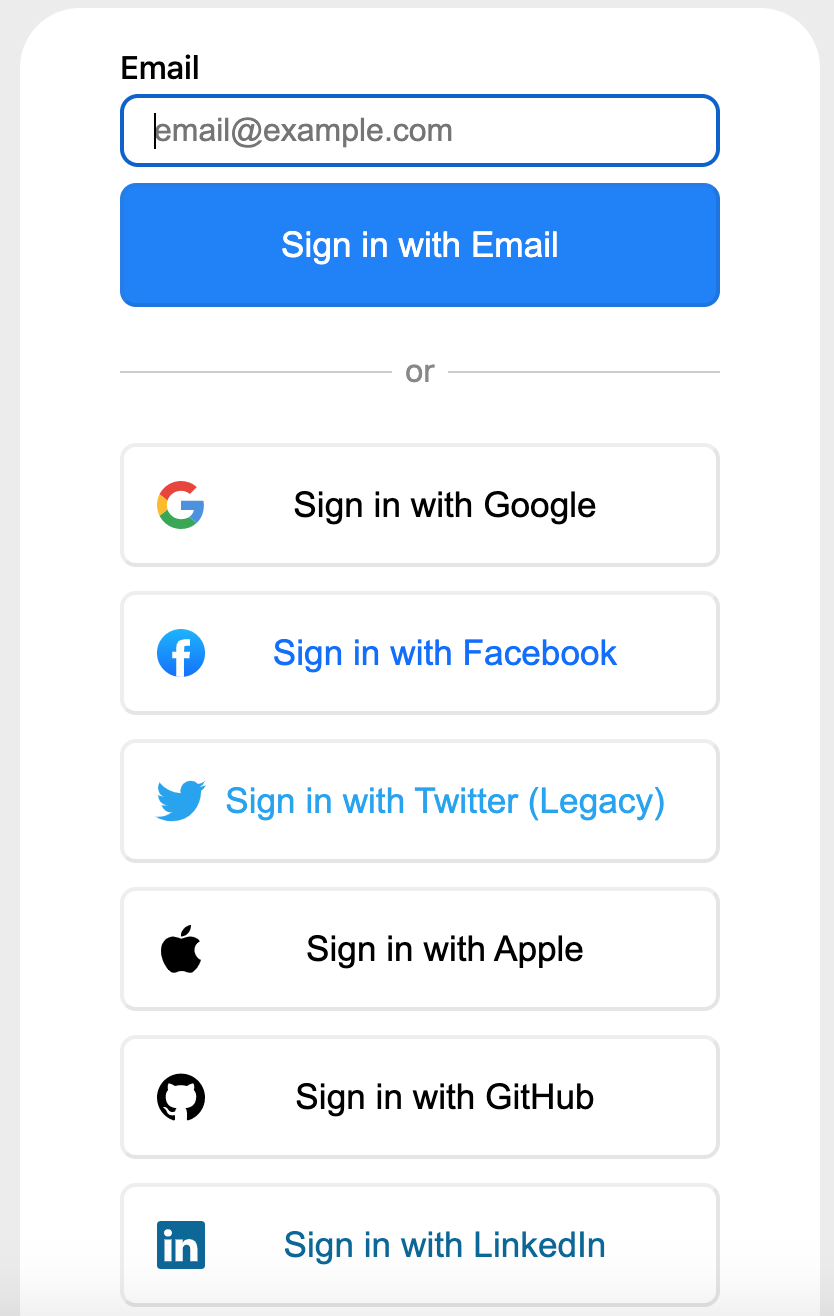 Email
email@example.com
Sign in with Email
or
Sign in with Google
Sign in with Facebook
Sign in with Twitter (Legacy)
Sign in with Apple
Sign in with GitHub
in Sign in with LinkedIn